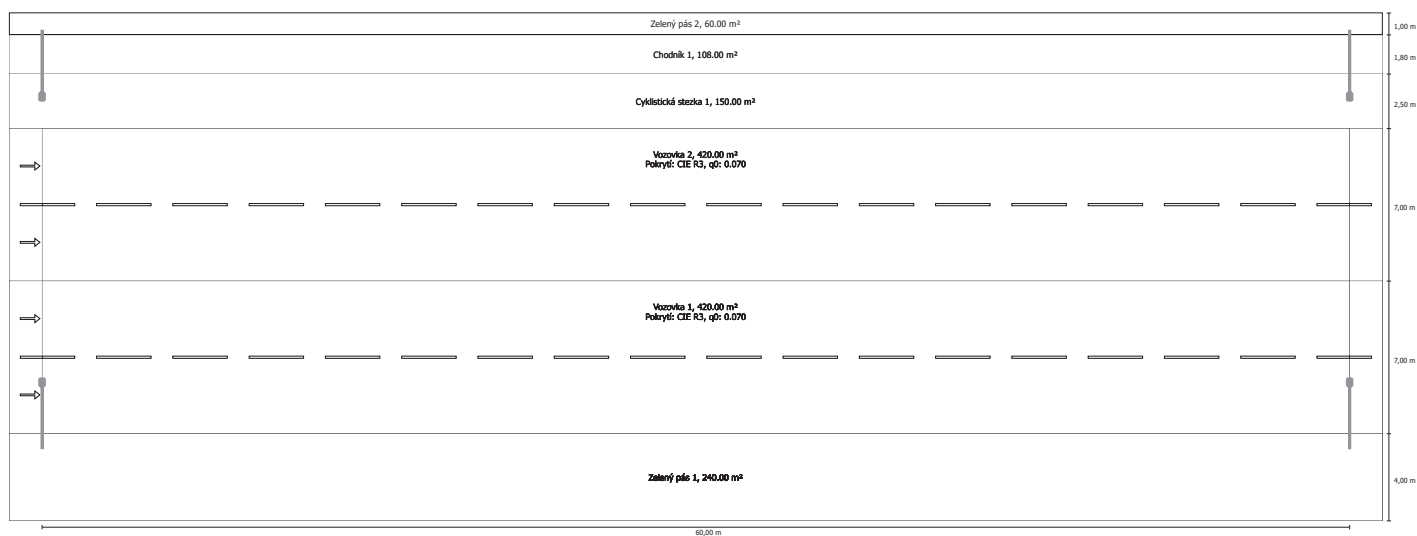 Zelený pás 2, 60.00 m²
1,00 m
Chodník 1, 108.00 m²
1,80 m
Cyklistická stezka 1, 150.00 m²
2,50 m
Vozovka 2, 420.00 m²
Pokrytí: CIE R3, q0: 0.070
7,00 m
Vozovka 1, 420.00 m²
Pokrytí: CIE R3, q0: 0.070
7,00 m
Zelený pás 1, 240.00 m²
4,00 m
60,00 m